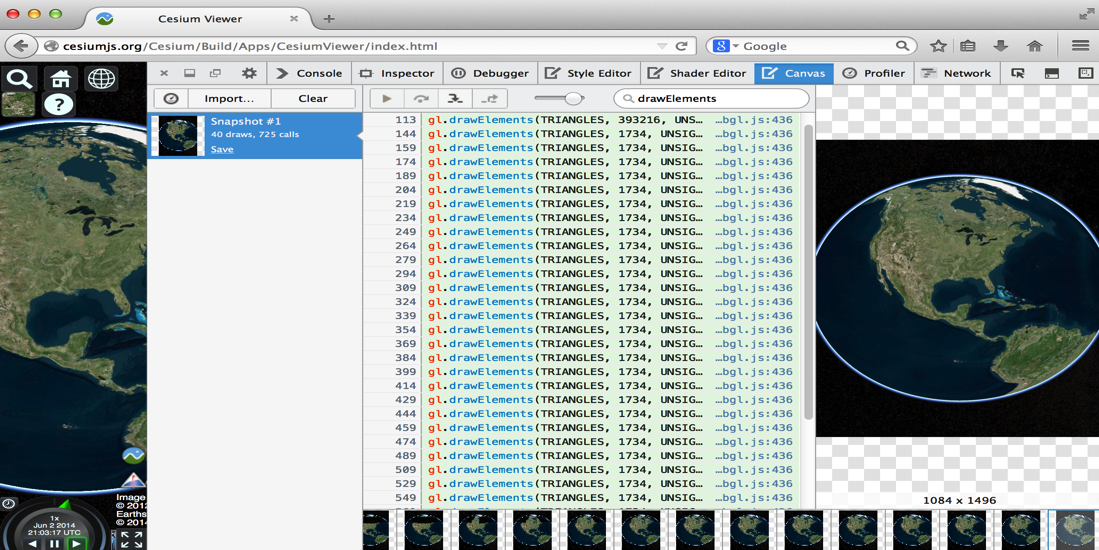 Cesium Viewer
cesiumjs.org/Cesium/Build/Apps/CesiumViewer/index.html
Google
Console
Inspector
Debugger
Style Editor
Shader Editor
Canvas
Profiler
Network
Import...
Clear
drawElements
Snapshot #1
40 draws, 725 calls
Save
113 gl.drawElements(TRIANGLES, 393216, UNS… …bgl.js:436
144 gl.drawElements(TRIANGLES, 1734, UNSIG… …bgl.js:436
159 gl.drawElements(TRIANGLES, 1734, UNSIG… …bgl.js:436
174 gl.drawElements(TRIANGLES, 1734, UNSIG… …bgl.js:436
189 gl.drawElements(TRIANGLES, 1734, UNSIG… …bgl.js:436
204 gl.drawElements(TRIANGLES, 1734, UNSIG… …bgl.js:436
219 gl.drawElements(TRIANGLES, 1734, UNSIG… …bgl.js:436
234 gl.drawElements(TRIANGLES, 1734, UNSIG… …bgl.js:436
249 gl.drawElements(TRIANGLES, 1734, UNSIG… …bgl.js:436
264 gl.drawElements(TRIANGLES, 1734, UNSIG… …bgl.js:436
279 gl.drawElements(TRIANGLES, 1734, UNSIG… …bgl.js:436
294 gl.drawElements(TRIANGLES, 1734, UNSIG… …bgl.js:436
309 gl.drawElements(TRIANGLES, 1734, UNSIG… …bgl.js:436
324 gl.drawElements(TRIANGLES, 1734, UNSIG… …bgl.js:436
339 gl.drawElements(TRIANGLES, 1734, UNSIG… …bgl.js:436
354 gl.drawElements(TRIANGLES, 1734, UNSIG… …bgl.js:436
369 gl.drawElements(TRIANGLES, 1734, UNSIG… …bgl.js:436
384 gl.drawElements(TRIANGLES, 1734, UNSIG… …bgl.js:436
399 gl.drawElements(TRIANGLES, 1734, UNSIG… …bgl.js:436
414 gl.drawElements(TRIANGLES, 1734, UNSIG… …bgl.js:436
429 gl.drawElements(TRIANGLES, 1734, UNSIG… …bgl.js:436
444 gl.drawElements(TRIANGLES, 1734, UNSIG… …bgl.js:436
459 gl.drawElements(TRIANGLES, 1734, UNSIG… …bgl.js:436
474 gl.drawElements(TRIANGLES, 1734, UNSIG… …bgl.js:436
489 gl.drawElements(TRIANGLES, 1734, UNSIG… …bgl.js:436
509 gl.drawElements(TRIANGLES, 1734, UNSIG… …bgl.js:436
529 gl.drawElements(TRIANGLES, 1734, UNSIG… …bgl.js:436
549 gl.drawElements(TRIANGLES, 1734, UNSIG… …bgl.js:436
1084 x 1496
Image
© 2012
Earths
© 2014
1x
Jun 2 2014
21:03:17 UTC